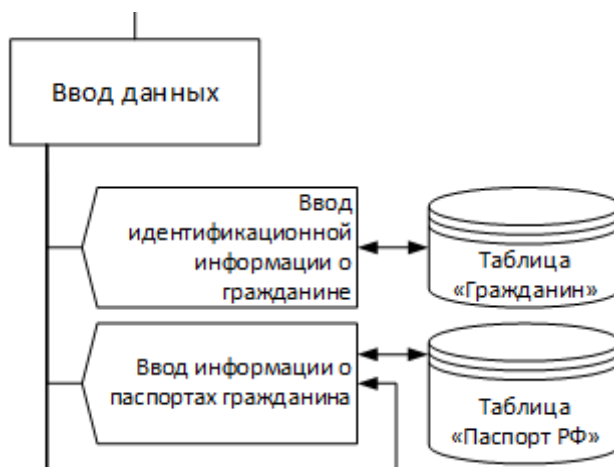 Ввод данных
Ввод
идентификационной
информации о
гражданине
Таблица
«Гражданин»
Ввод информации о
паспортах гражданина
Таблица
«Паспорт РФ»